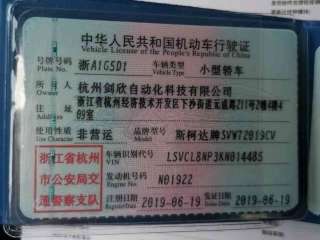 中华人民共和国机动车行驶证
Vehicle License of the People's Republic of China
号牌号码 浙A1G5D1 车辆类型 小型轿车
Plate No. Vehicle Type
所有人 杭州剑欣自动化科技有限公司
Owner
住址 浙江省杭州经济技术开发区下沙街道元成路211号2幢4楼4
Address 09室
使用性质 非营运 品牌型号 斯柯达牌SVW72019CV
Use Character Model
浙江省杭州
市公安局交
通警察支队
车辆识别代号 LSVCL8NP3KN014485
VIN
发动机号码 N01922
Engine No.
注册日期 2019-06-19 发证日期 2019-06-19
Register Date Issue Date